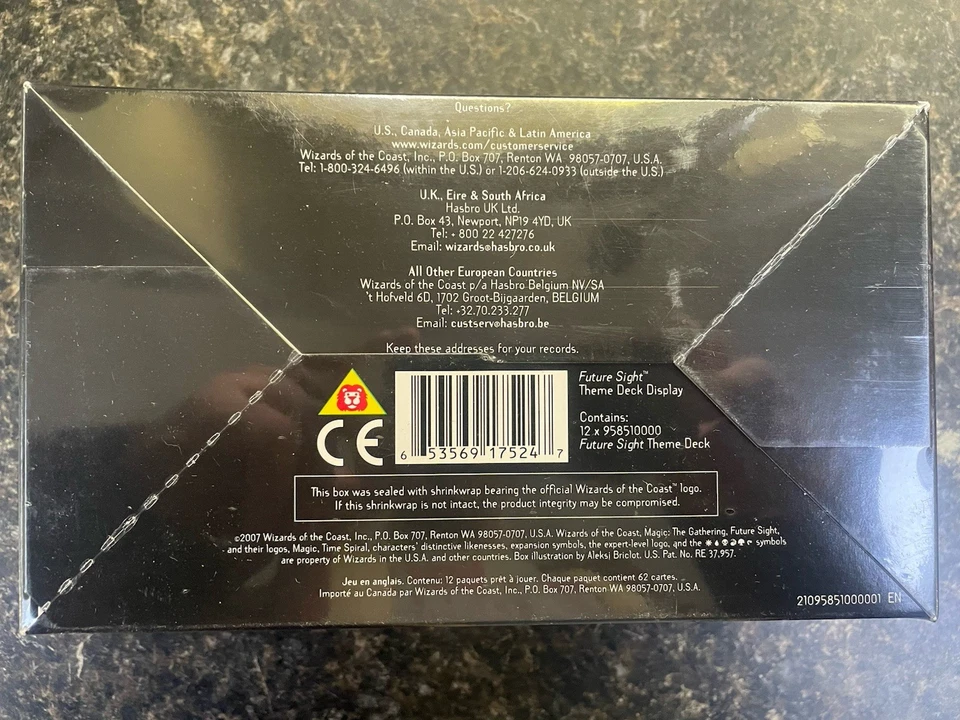 Questions?
U.S., Canada, Asia Pacific & Latin America
www.wizards.com/customerservice
Wizards of the Coast, Inc., P.O. Box 707, Renton WA 98057-0707, U.S.A.
Tel: 1-800-324-6496 (within the U.S.) or 1-206-624-0933 (outside the U.S.)
U.K., Eire & South Africa
Hasbro UK Ltd.
P.O. Box 43, Newport, NP19 4YD, UK
Tel: + 800 22 427276
Email: wizards@hasbro.co.uk
All Other European Countries
Wizards of the Coast p/a Hasbro Belgium NV/SA
't Hofveld 6D, 1702 Groot-Bijgaarden, BELGIUM
Tel: +32.70.233.277
Email: custserv@hasbro.be
Keep these addresses for your records.
Future Sight™
Theme Deck Display
Contains:
12 x 958510000
Future Sight Theme Deck
CE
6 53569 17524 7
This box was sealed with shrinkwrap bearing the official Wizards of the Coast™ logo.
If this shrinkwrap is not intact, the product integrity may be compromised.
©2007 Wizards of the Coast, Inc., P.O. Box 707, Renton WA 98057-0707, U.S.A. Wizards of the Coast, Magic: The Gathering, Future Sight,
and their logos, Magic, Time Spiral, characters' distinctive likenesses, expansion symbols, the expert-level logo, and the symbols
are property of Wizards in the U.S.A. and other countries. Box illustration by Aleksi Briclot. U.S. Pat. No. RE 37,957.
Jeu en anglais. Contenu: 12 paquets prêt à jouer. Chaque paquet contient 62 cartes.
Importé au Canada par Wizards of the Coast, Inc., P.O. Box 707, Renton WA 98057-0707, U.S.A.
21095851000001 EN